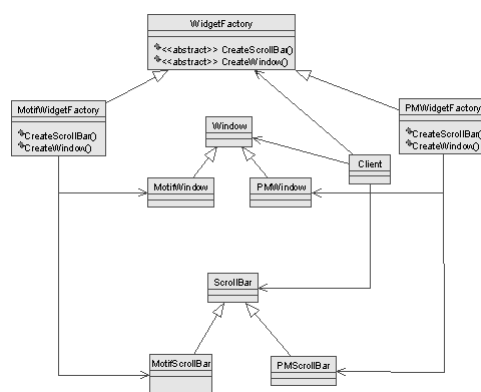 WidgetFactory
<<abstract>> CreateScrollBar()
<<abstract>> CreateWindow()
MotifWidgetFactory
CreateScrollBar()
CreateWindow()
PMWidgetFactory
CreateScrollBar()
CreateWindow()
Window
Client
MotifWindow
PMWindow
ScrollBar
MotifScrollBar
PMScrollBar